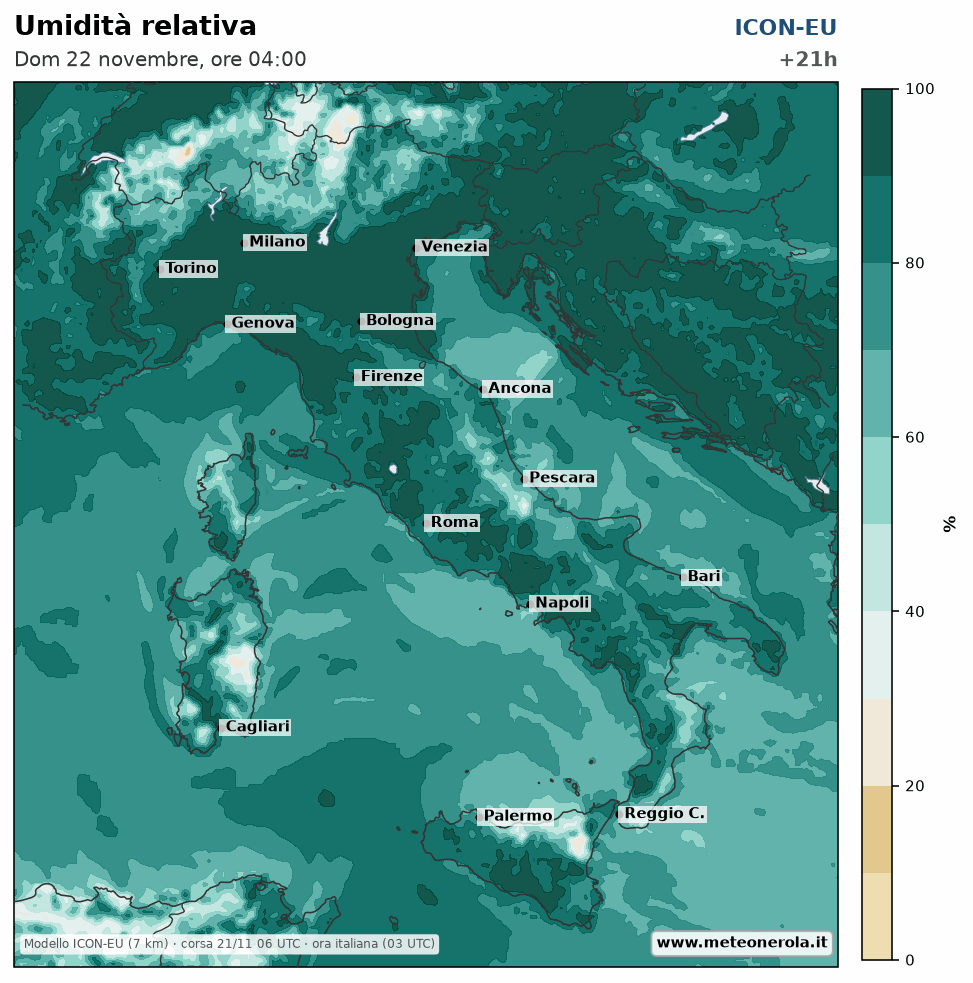 Umidità relativa
ICON-EU
Dom 22 novembre, ore 04:00
+21h
100
80
60
40
20
0
%
Milano
Venezia
Torino
Genova
Bologna
Firenze
Ancona
Pescara
Roma
Bari
Napoli
Cagliari
Palermo
Reggio C.
Modello ICON-EU (7 km) · corsa 21/11 06 UTC · ora italiana (03 UTC)
www.meteonerola.it